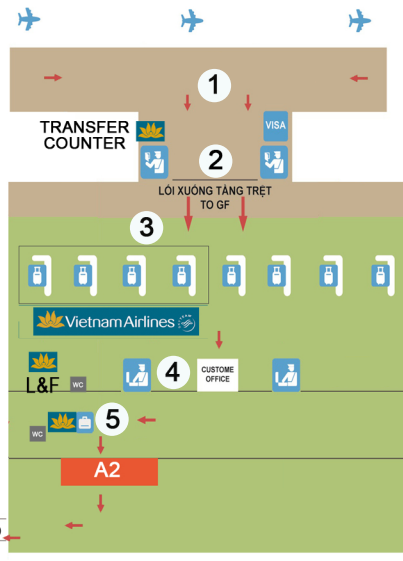 1
TRANSFER
COUNTER
VISA
2
LÓI XUỐNG TẦNG TRỆT
TO GF
3
Vietnam Airlines
L&F
WC
4
CUSTOME
OFFICE
WC
5
A2